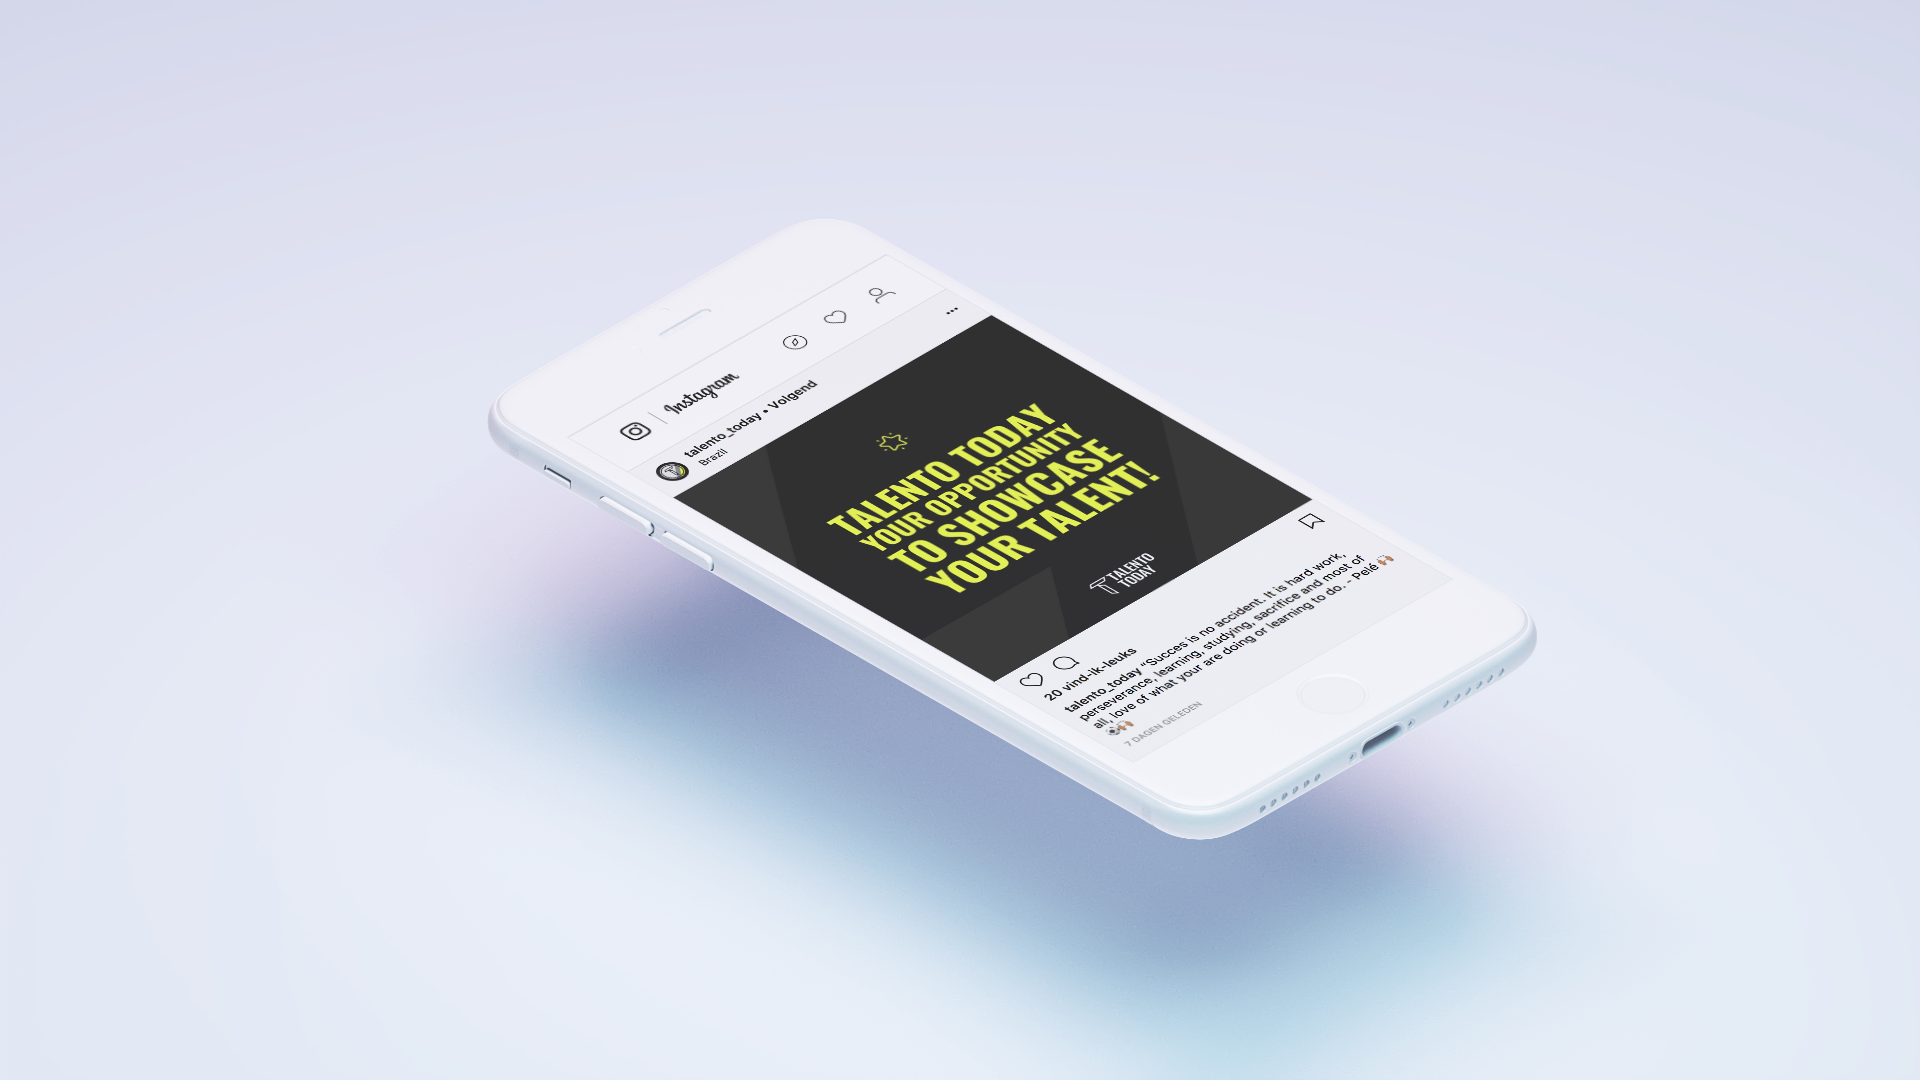 Instagram
talento_today • Volgend
Brazil
TALENTO TODAY
YOUR OPPORTUNITY
TO SHOWCASE
YOUR TALENT!
TALENTO
TODAY
20 vind-ik-leuks
talento_today “Succes is no accident. It is hard work,
perseverance, learning, studying, sacrifice and most of
all, love of what your are doing or learning to do. - Pelé 🙌🏽
⚽🙌🏽
7 DAGEN GELEDEN